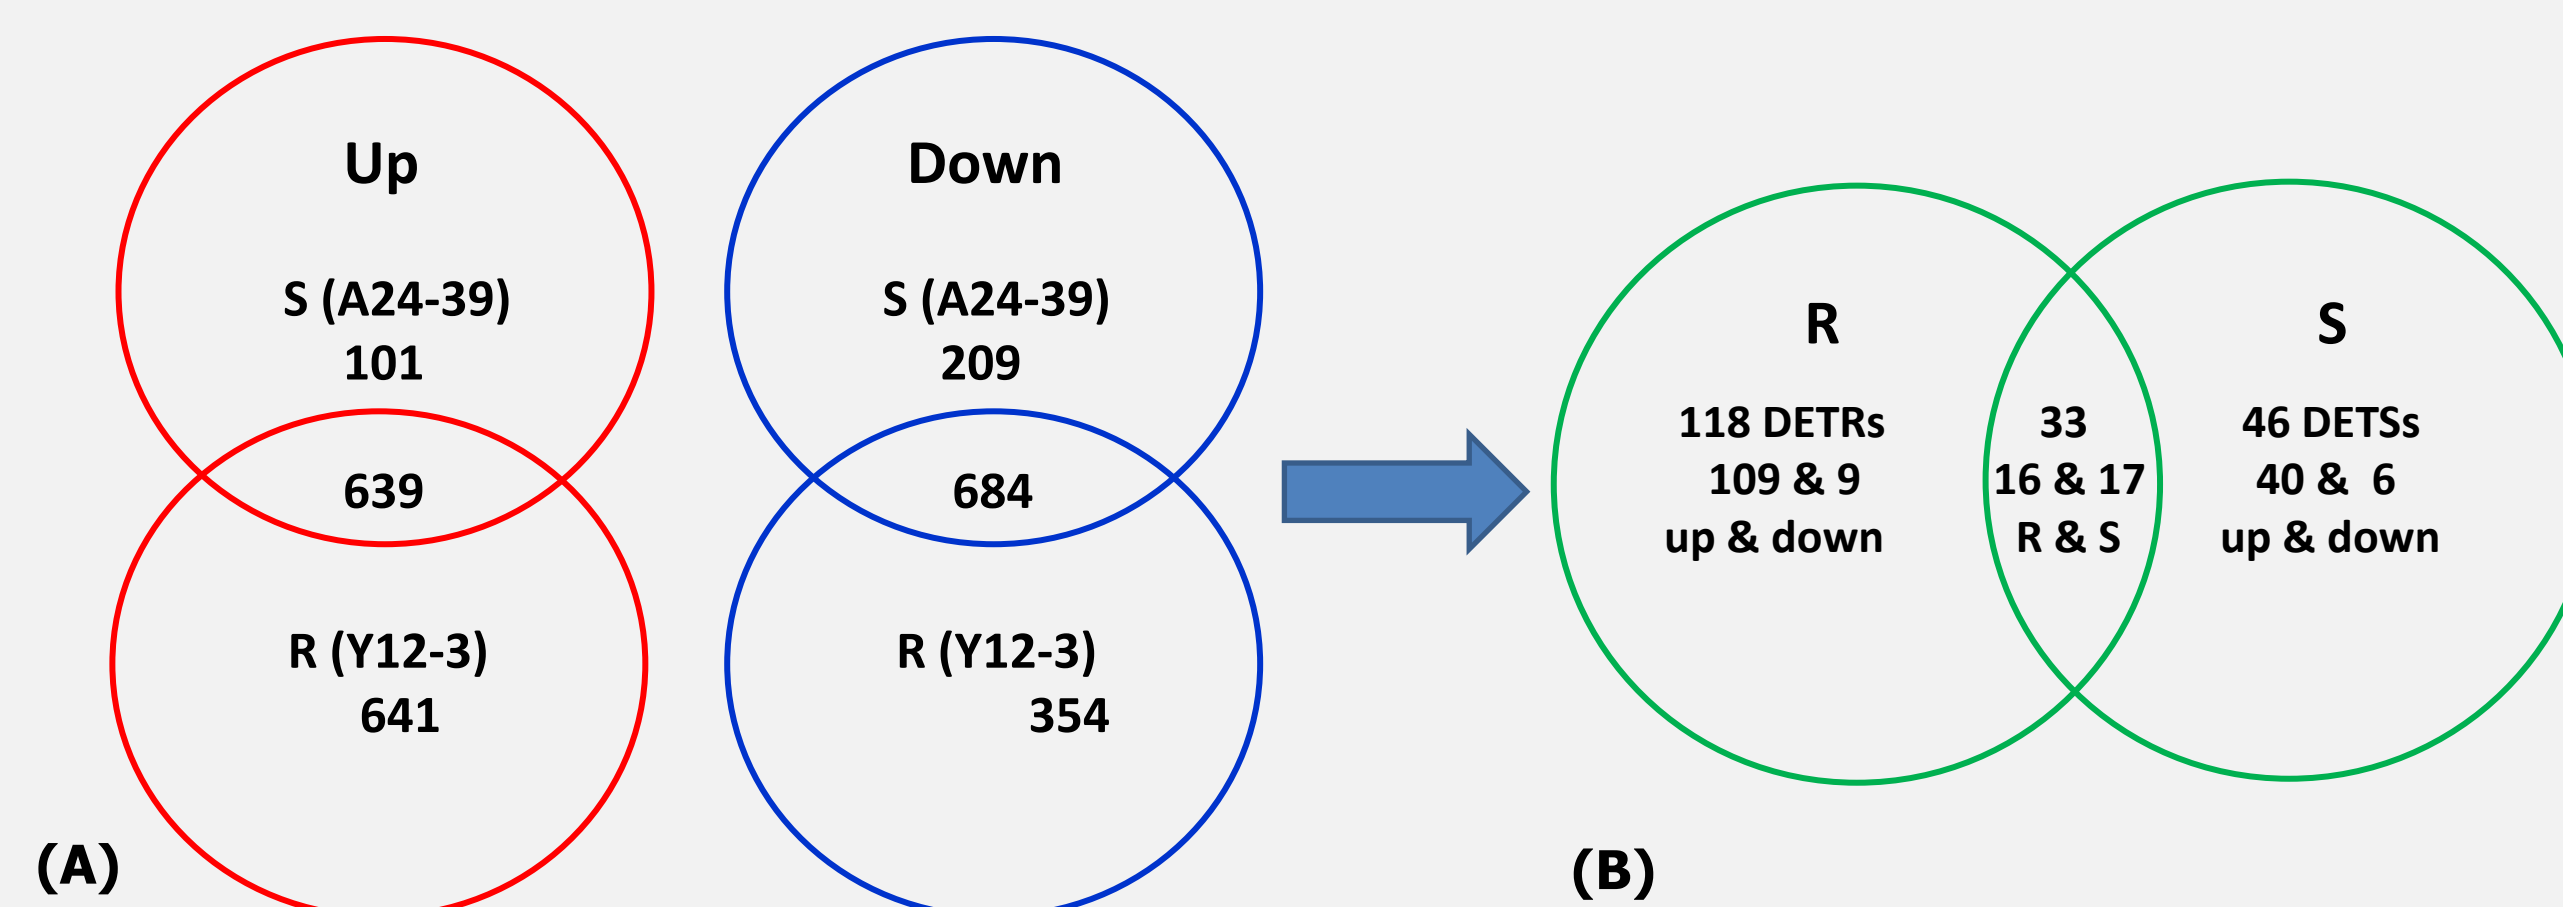 Up
S (A24-39)
101
639
R (Y12-3)
641
Down
S (A24-39)
209
684
R (Y12-3)
354
(A)
R
118 DETRs
109 & 9
up & down
33
16 & 17
R & S
S
46 DETSs
40 &  6
up & down
(B)